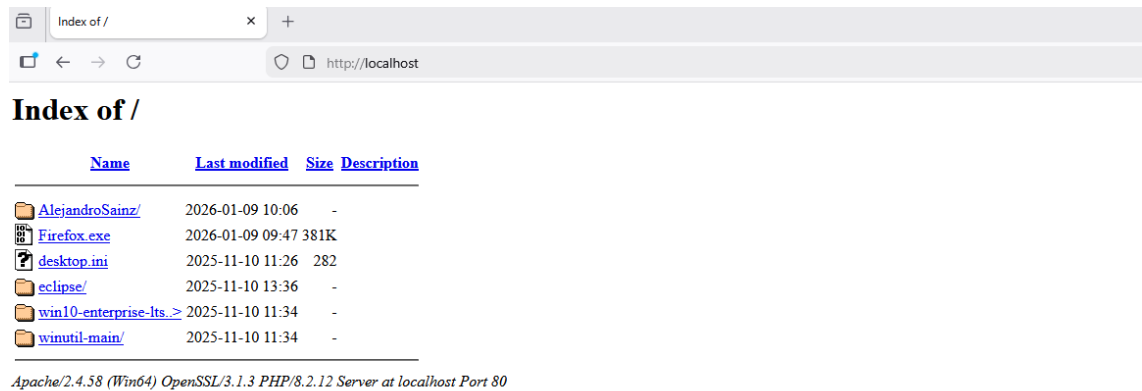 Index of /
http://localhost
Index of /
Name Last modified Size Description
AlejandroSainz/ 2026-01-09 10:06 -
Firefox.exe 2026-01-09 09:47 381K
desktop.ini 2025-11-10 11:26 282
eclipse/ 2025-11-10 13:36 -
win10-enterprise-lts..> 2025-11-10 11:34 -
winutil-main/ 2025-11-10 11:34 -
Apache/2.4.58 (Win64) OpenSSL/3.1.3 PHP/8.2.12 Server at localhost Port 80